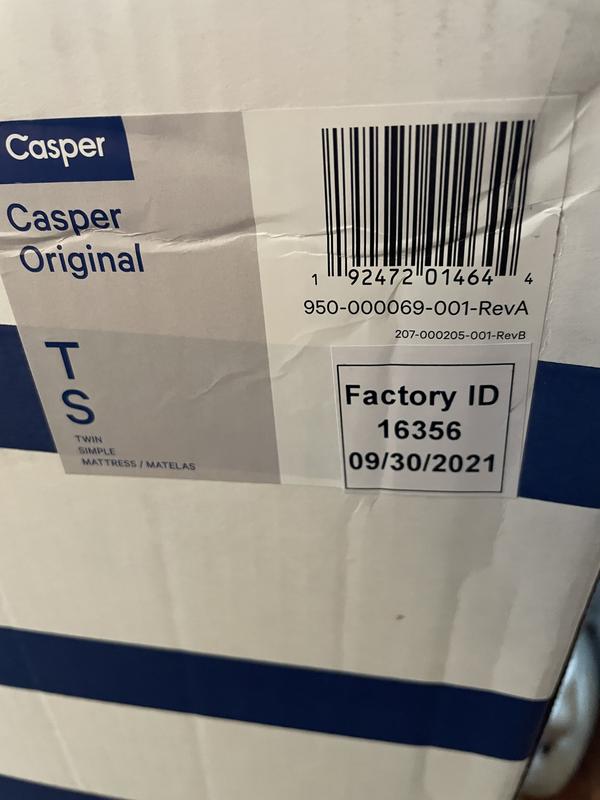 Casper
Casper
Original
T
S
TWIN
SIMPLE
MATTRESS / MATELAS
1 92472 01464 4
950-000069-001-RevA
207-000205-001-RevB
Factory ID
16356
09/30/2021